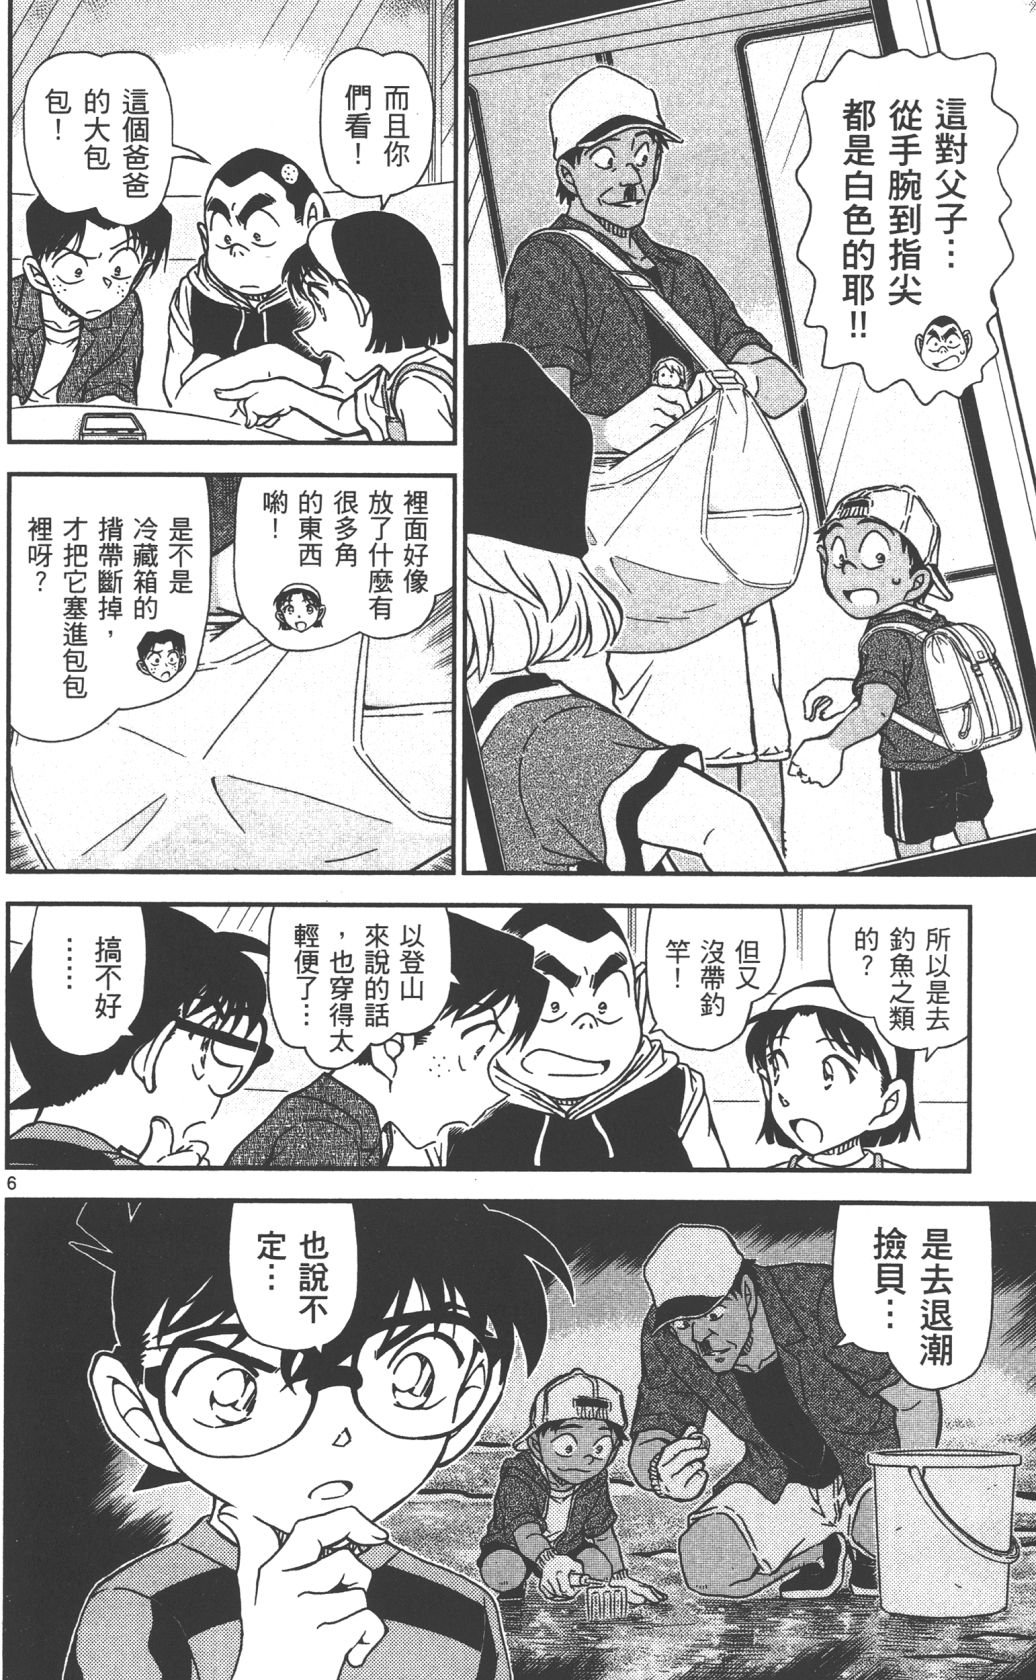 這對父子…
從手腕到指尖
都是白色的耶!!
而且你
們看！
這個爸爸
的大包
包！
裡面好像
放了什麼有
很多角
的東西
喲！
是不是
冷藏箱的
揹帶斷掉，
才把它塞進包包
裡呀？
所以是去
釣魚之類
的？
但又
沒帶釣
竿！
以登山
來說的話
，也穿得太
輕便了…
搞不好
……
是去退潮
撿貝…
也說不
定…
6